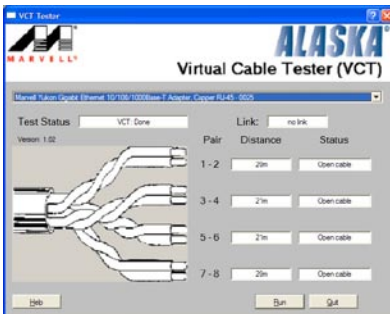 VCT Tester
MARVELL
ALASKA
Virtual Cable Tester (VCT)
Marvell Yukon Gigabit Ethernet 10/100/1000Base-T Adapter, Copper RJ-45 - 0025
Test Status VCT: Done Link: no link
Version: 1.02 Pair Distance Status
1 - 2 20m Open cable
3 - 4 21m Open cable
5 - 6 21m Open cable
7 - 8 20m Open cable
Help Run Quit